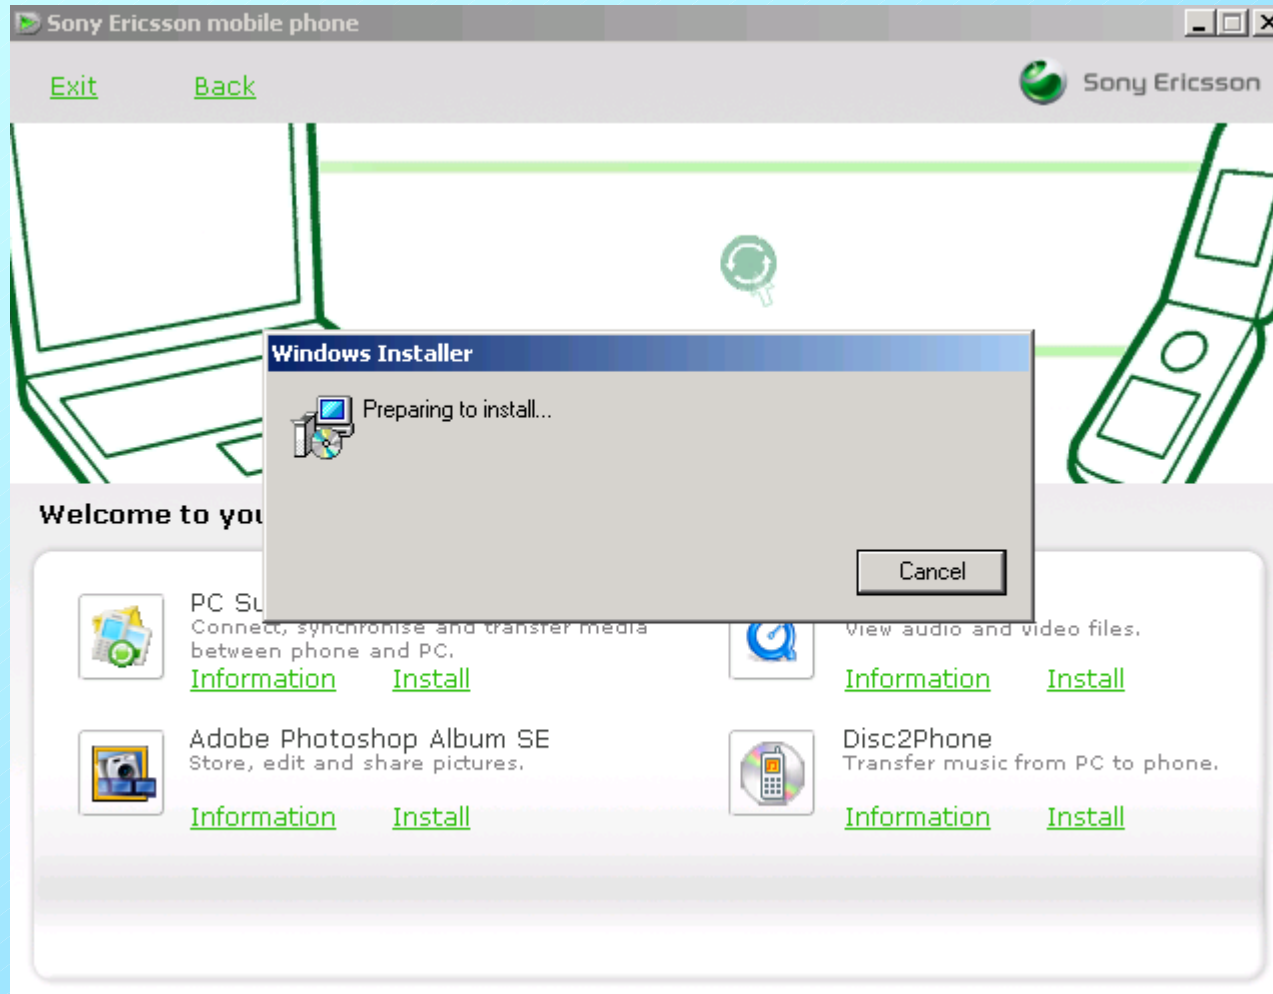 Sony Ericsson mobile phone
Exit Back
Sony Ericsson
Windows Installer
Preparing to install...
Cancel
Welcome to
PC
Connect, synchronise and transfer media
between phone and PC.
Information Install
View audio and video files.
Information Install
Adobe Photoshop Album SE
Store, edit and share pictures.
Information Install
Disc2Phone
Transfer music from PC to phone.
Information Install